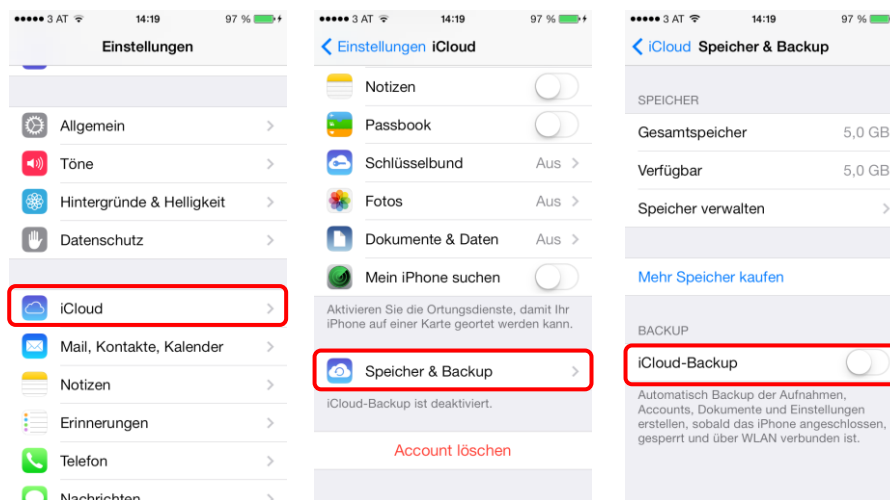 3 AT 14:19 97 %
Einstellungen
Allgemein
Töne
Hintergründe & Helligkeit
Datenschutz
iCloud
Mail, Kontakte, Kalender
Notizen
Erinnerungen
Telefon
Nachrichten
3 AT 14:19 97 %
Einstellungen iCloud
Notizen
Passbook
Schlüsselbund Aus
Fotos Aus
Dokumente & Daten Aus
Mein iPhone suchen
Aktivieren Sie die Ortungsdienste, damit Ihr
iPhone auf einer Karte geortet werden kann.
Speicher & Backup
iCloud-Backup ist deaktiviert.
Account löschen
3 AT 14:19 97 %
iCloud Speicher & Backup
SPEICHER
Gesamtspeicher 5,0 GB
Verfügbar 5,0 GB
Speicher verwalten
Mehr Speicher kaufen
BACKUP
iCloud-Backup
Automatisch Backup der Aufnahmen,
Accounts, Dokumente und Einstellungen
erstellen, sobald das iPhone angeschlossen,
gesperrt und über WLAN verbunden ist.